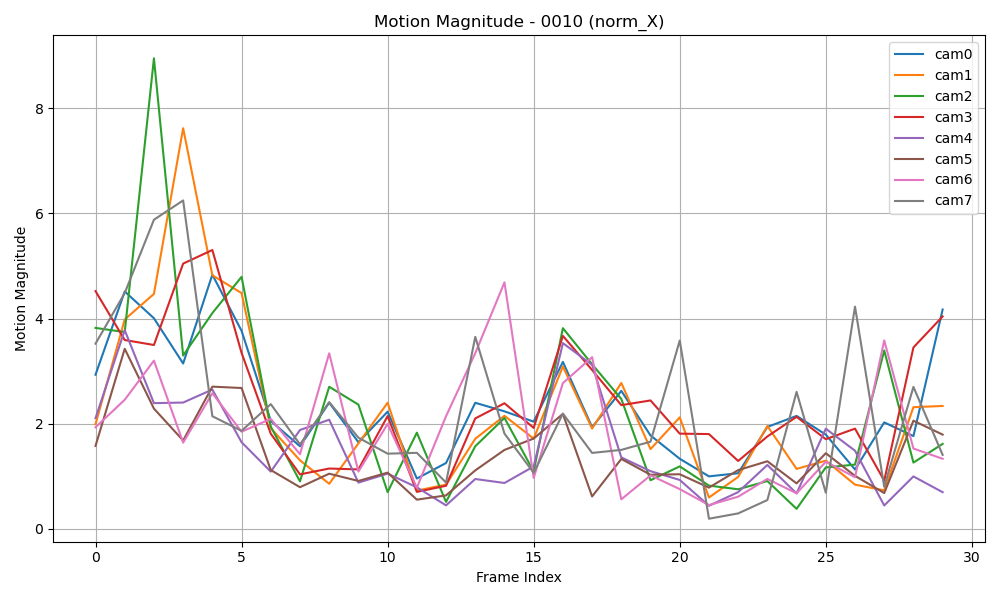 Motion Magnitude - 0010 (norm_X)
cam0
cam1
cam2
cam3
cam4
cam5
cam6
cam7
Motion Magnitude
8
6
4
2
0
0 5 10 15 20 25 30
Frame Index